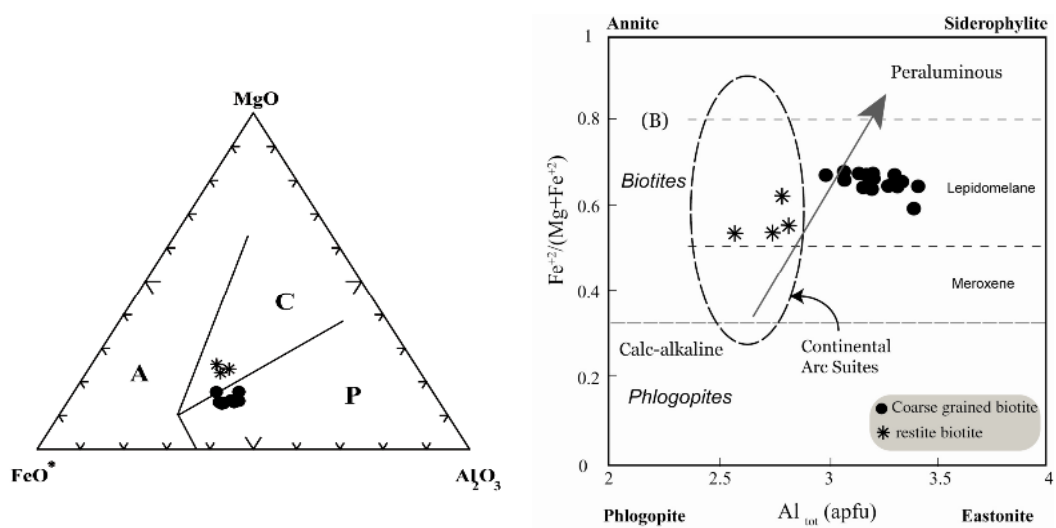 MgO
C
A
P
FeO*
Al2O3
Annite
Siderophylite
1
Peraluminous
0.8
(B)
Biotites
Lepidomelane
Fe+2/(Mg+Fe+2)
0.6
0.4
Meroxene
Calc-alkaline
Continental
Arc Suites
0.2
Phlogopites
Coarse grained biotite
restite biotite
0
2
2.5
3
3.5
4
Phlogopite
Al tot (apfu)
Eastonite